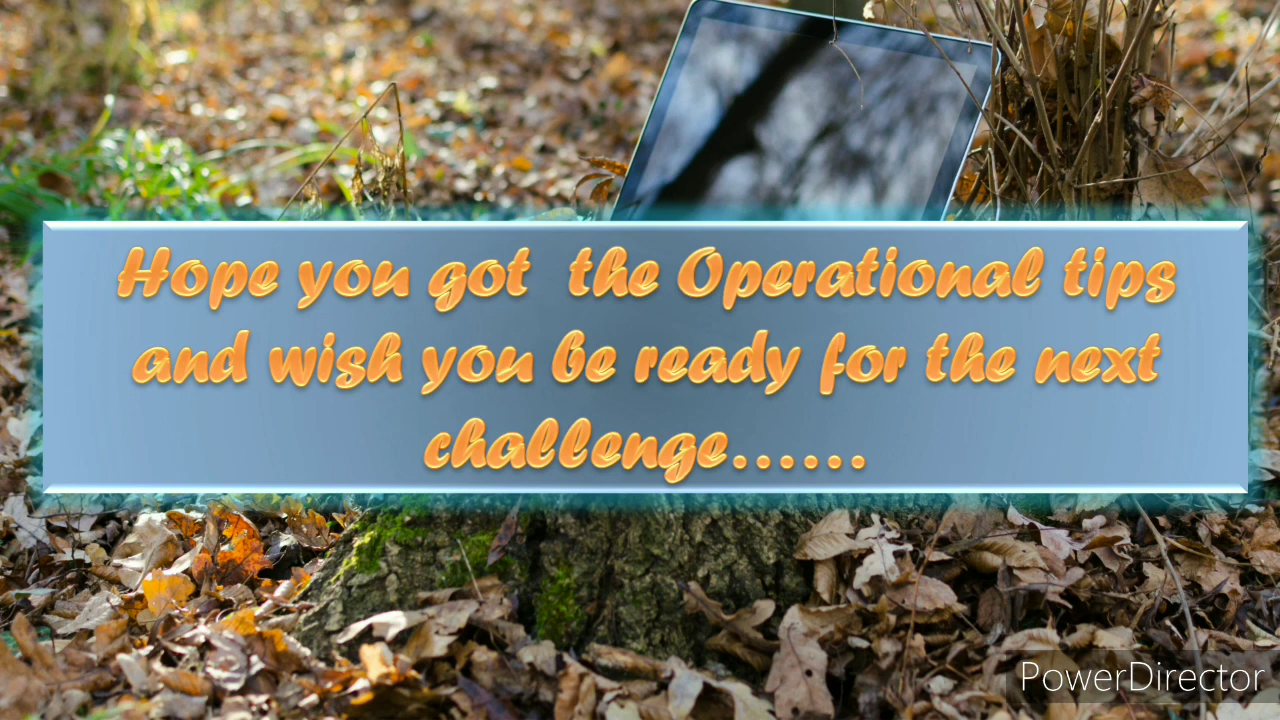 Hope you got the Operational tips
and wish you be ready for the next
challenge......
PowerDirector